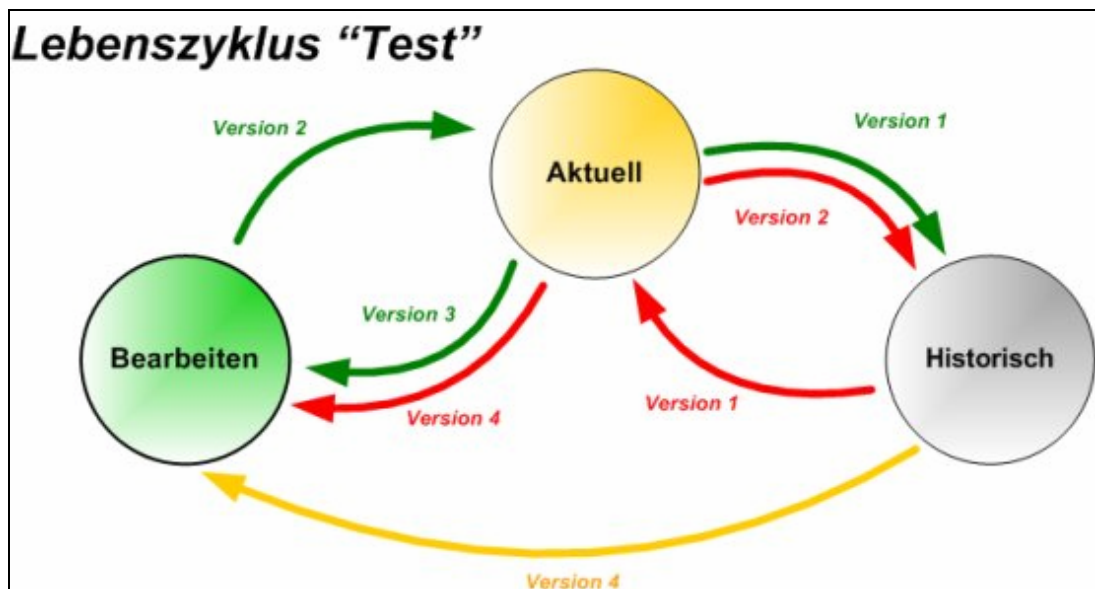 Lebenszyklus “Test”
Version 2
Version 1
Aktuell
Version 2
Version 3
Bearbeiten
Historisch
Version 1
Version 4
Version 4